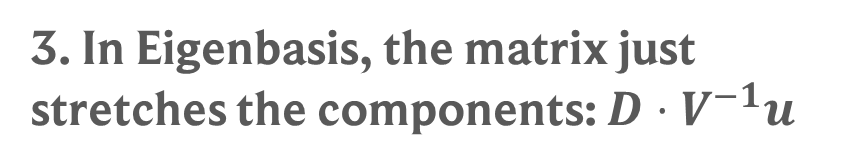 3. In Eigenbasis, the matrix just
stretches the components: D · V⁻¹u